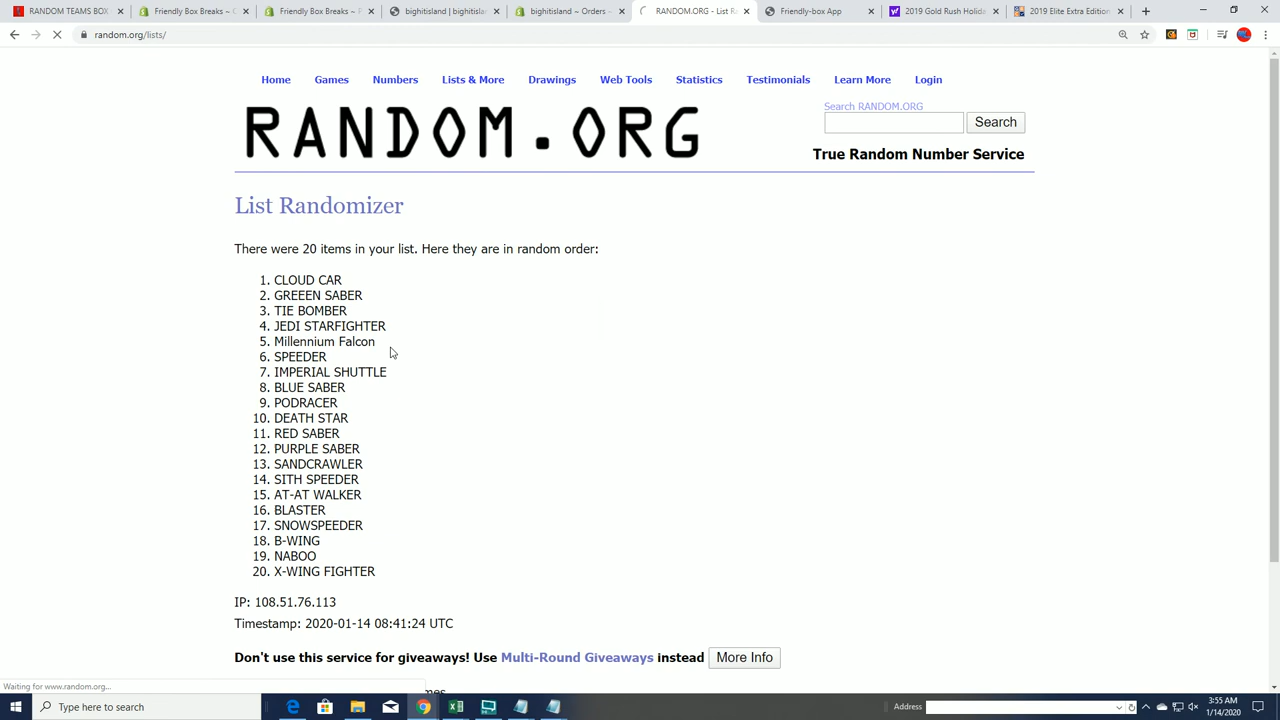 RANDOM TEAMS BOX
Friendly Box Breaks ~ C
Friendly Box Breaks ~ P
bighitisland | bighitislan
bighitisland ~ Orders ~
RANDOM.ORG - List Ra
Friendly-box App
2019 Gold Rush Holida
2019 Elite Extra Edition
random.org/lists/
Home Games Numbers Lists & More Drawings Web Tools Statistics Testimonials Learn More Login
RANDOM.ORG
Search RANDOM.ORG
Search
True Random Number Service
List Randomizer
There were 20 items in your list. Here they are in random order:
1. CLOUD CAR
2. GREEEN SABER
3. TIE BOMBER
4. JEDI STARFIGHTER
5. Millennium Falcon
6. SPEEDER
7. IMPERIAL SHUTTLE
8. BLUE SABER
9. PODRACER
10. DEATH STAR
11. RED SABER
12. PURPLE SABER
13. SANDCRAWLER
14. SITH SPEEDER
15. AT-AT WALKER
16. BLASTER
17. SNOWSPEEDER
18. B-WING
19. NABOO
20. X-WING FIGHTER
IP: 108.51.76.113
Timestamp: 2020-01-14 08:41:24 UTC
Don't use this service for giveaways! Use Multi-Round Giveaways instead More Info
Waiting for www.random.org...
mes
Type here to search
Address
3:55 AM
1/14/2020